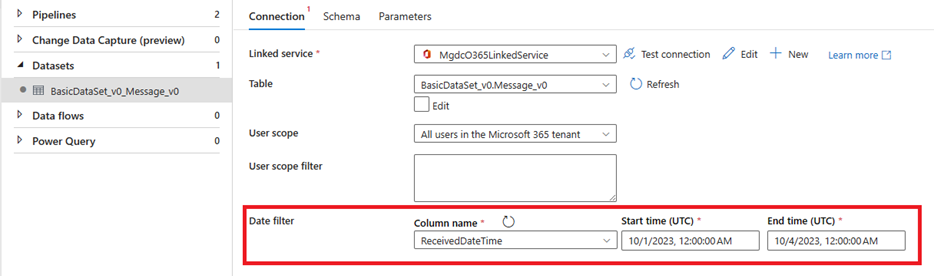 Pipelines 2
Change Data Capture (preview) 0
Datasets 1
BasicDataSet_v0_Message_v0
Data flows 0
Power Query 0
Connection 1 Schema Parameters
Linked service * MgdcO365LinkedService Test connection Edit New Learn more
Table BasicDataSet_v0.Message_v0 Refresh
Edit
User scope All users in the Microsoft 365 tenant
User scope filter
Date filter Column name * Start time (UTC) * End time (UTC) *
ReceivedDateTime 10/1/2023, 12:00:00 AM 10/4/2023, 12:00:00 AM